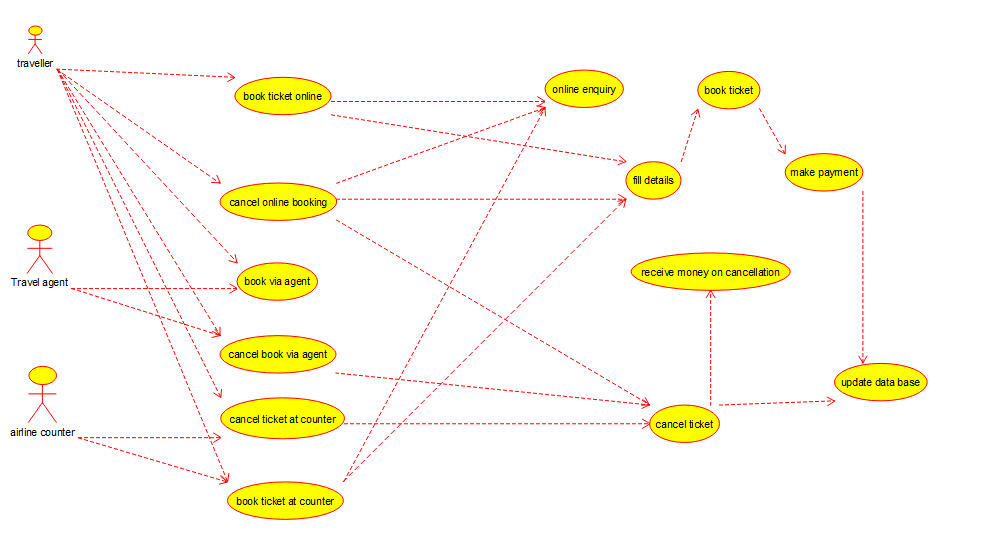 traveller
book ticket online
online enquiry
book ticket
make payment
fill details
cancel online booking
Travel agent
book via agent
receive money on cancellation
cancel book via agent
update data base
airline counter
cancel ticket at counter
cancel ticket
book ticket at counter